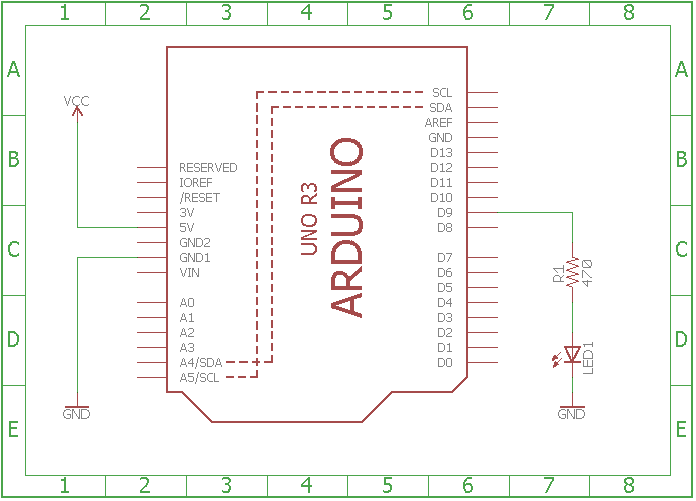 1 2 3 4 5 6 7 8
A A
VCC
SCL
SDA
AREF
GND
D13
B B
RESERVED D12
IOREF D11
/RESET D10
3V D9
5V D8
GND2
C C
GND1 D7
VIN D6
D5
A0 D4
A1 D3
A2 D2
A3 D1
A4/SDA D0
A5/SCL
UNO R3
ARDUINO
R1
470
D D
LED1
GND GND
E E
1 2 3 4 5 6 7 8